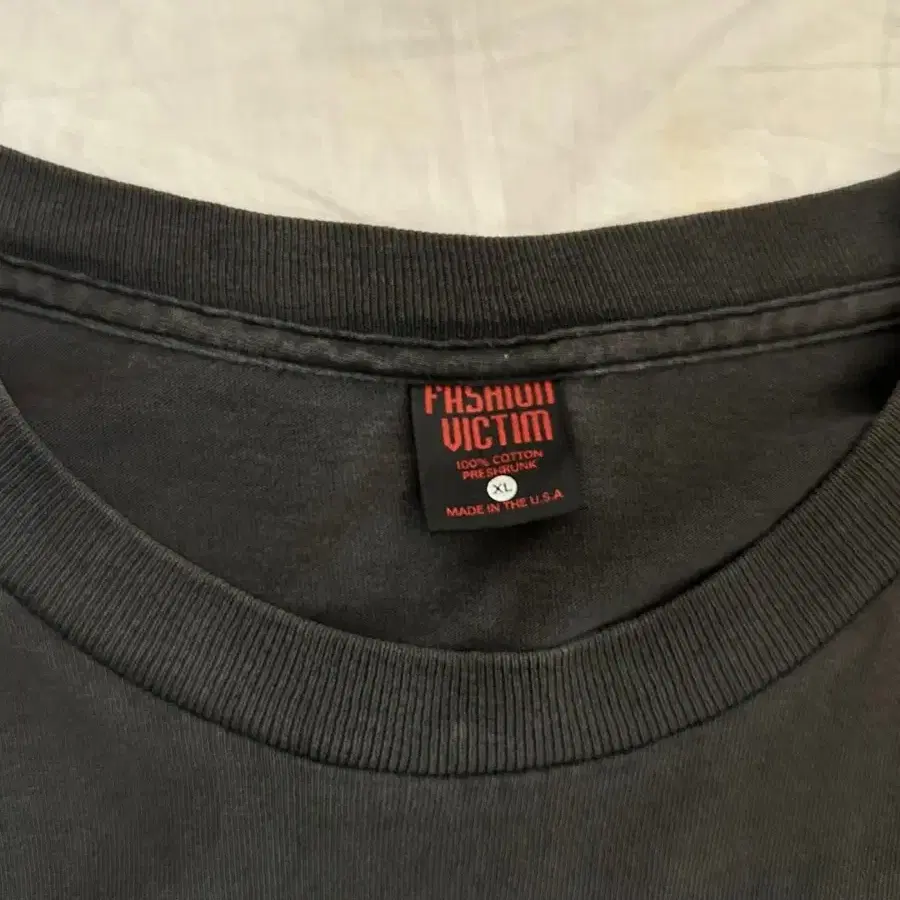 FASHION
VICTIM
100% COTTON
PRESHRUNK
XL
MADE IN THE U.S.A